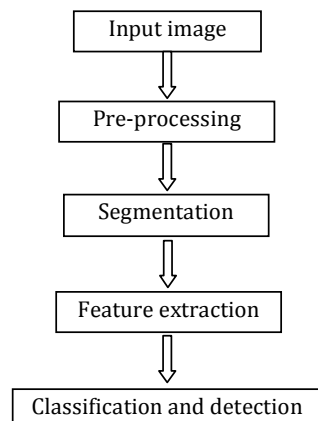 Input image
Pre-processing
Segmentation
Feature extraction
Classification and detection